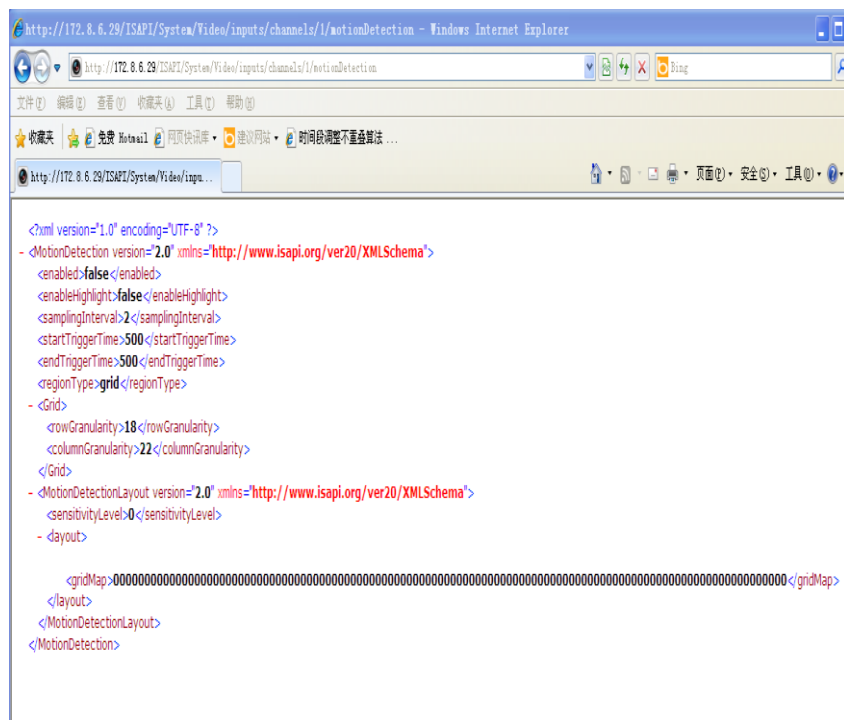 http://172.8.6.29/ISAPI/System/Video/inputs/channels/1/motionDetection - Windows Internet Explorer
http://172.8.6.29/ISAPI/System/Video/inputs/channels/1/motionDetection Bing
文件(F) 编辑(E) 查看(V) 收藏夹(A) 工具(T) 帮助(H)
收藏夹 免费 Hotmail 网页快讯库 建议网站 时间段调整不重叠算法 ...
http://172.8.6.29/ISAPI/System/Video/inpu... 页面(P) 安全(S) 工具(O)
<?xml version="1.0" encoding="UTF-8" ?>
- <MotionDetection version="2.0" xmlns="http://www.isapi.org/ver20/XMLSchema">
<enabled>false</enabled>
<enableHighlight>false</enableHighlight>
<samplingInterval>2</samplingInterval>
<startTriggerTime>500</startTriggerTime>
<endTriggerTime>500</endTriggerTime>
<regionType>grid</regionType>
- <Grid>
<rowGranularity>18</rowGranularity>
<columnGranularity>22</columnGranularity>
</Grid>
- <MotionDetectionLayout version="2.0" xmlns="http://www.isapi.org/ver20/XMLSchema">
<sensitivityLevel>0</sensitivityLevel>
- <layout>
<gridMap>000000000000000000000000000000000000000000000000000000000000000000000000000000000000000000000000000000000000</gridMap>
</layout>
</MotionDetectionLayout>
</MotionDetection>